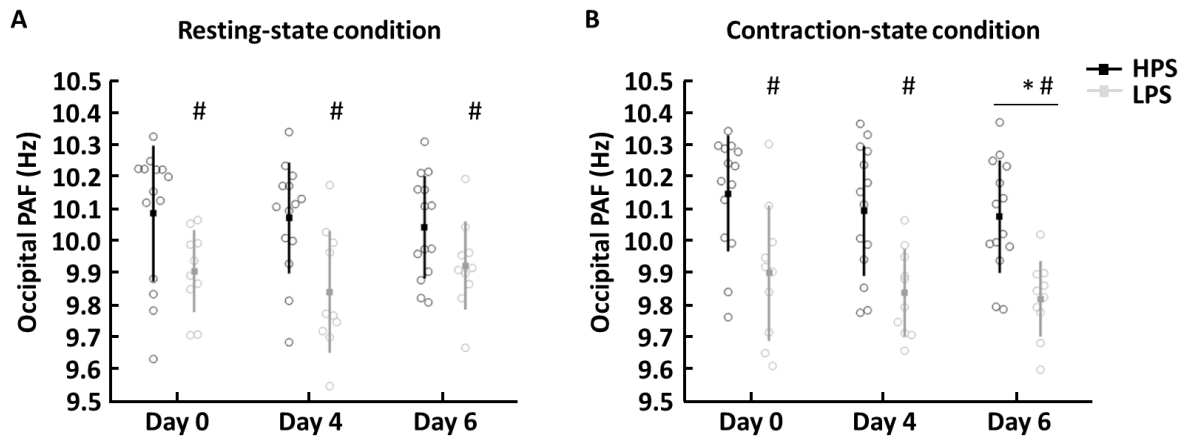 A
Resting-state condition
Occipital PAF (Hz)
10.5
10.4
10.3
10.2
10.1
10.0
9.9
9.8
9.7
9.6
9.5
# # #
Day 0 Day 4 Day 6
B
Contraction-state condition
HPS
LPS
Occipital PAF (Hz)
10.5
10.4
10.3
10.2
10.1
10.0
9.9
9.8
9.7
9.6
9.5
# # * #
Day 0 Day 4 Day 6